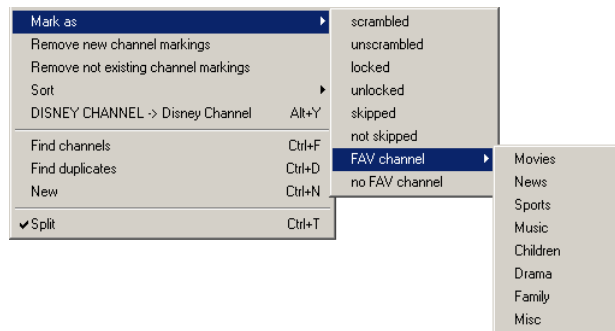 Mark as
Remove new channel markings
Remove not existing channel markings
Sort
DISNEY CHANNEL -> Disney Channel Alt+Y
Find channels Ctrl+F
Find duplicates Ctrl+D
New Ctrl+N
Split Ctrl+T
scrambled
unscrambled
locked
unlocked
skipped
not skipped
FAV channel
no FAV channel
Movies
News
Sports
Music
Children
Drama
Family
Misc